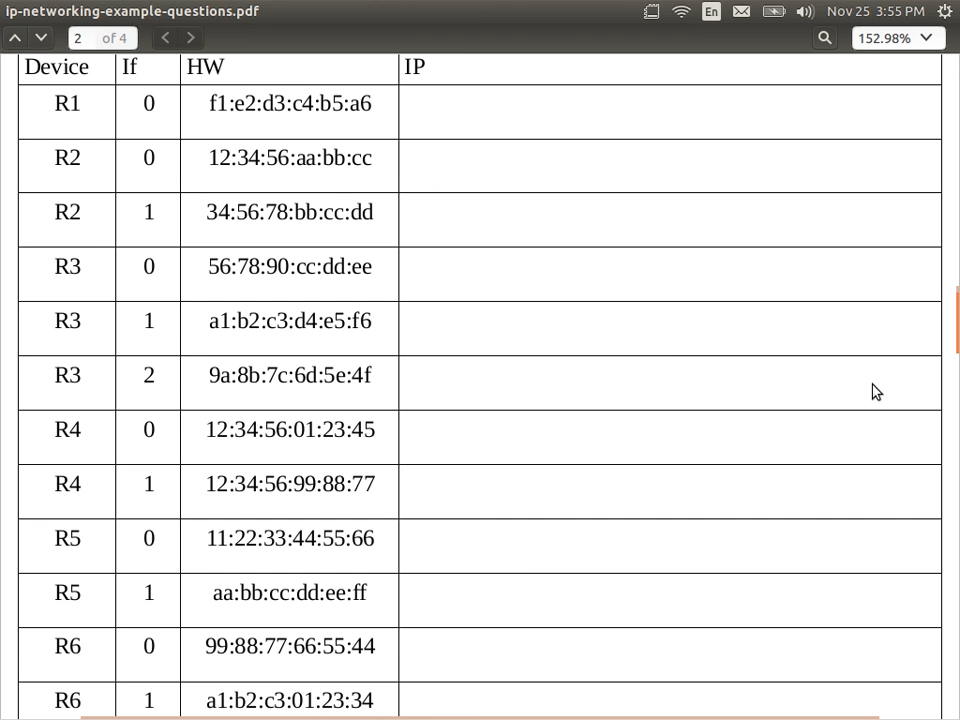 ip-networking-example-questions.pdf En Nov 25 3:55 PM
2 of 4 152.98%
Device If HW IP
R1 0 f1:e2:d3:c4:b5:a6
R2 0 12:34:56:aa:bb:cc
R2 1 34:56:78:bb:cc:dd
R3 0 56:78:90:cc:dd:ee
R3 1 a1:b2:c3:d4:e5:f6
R3 2 9a:8b:7c:6d:5e:4f
R4 0 12:34:56:01:23:45
R4 1 12:34:56:99:88:77
R5 0 11:22:33:44:55:66
R5 1 aa:bb:cc:dd:ee:ff
R6 0 99:88:77:66:55:44
R6 1 a1:b2:c3:01:23:34